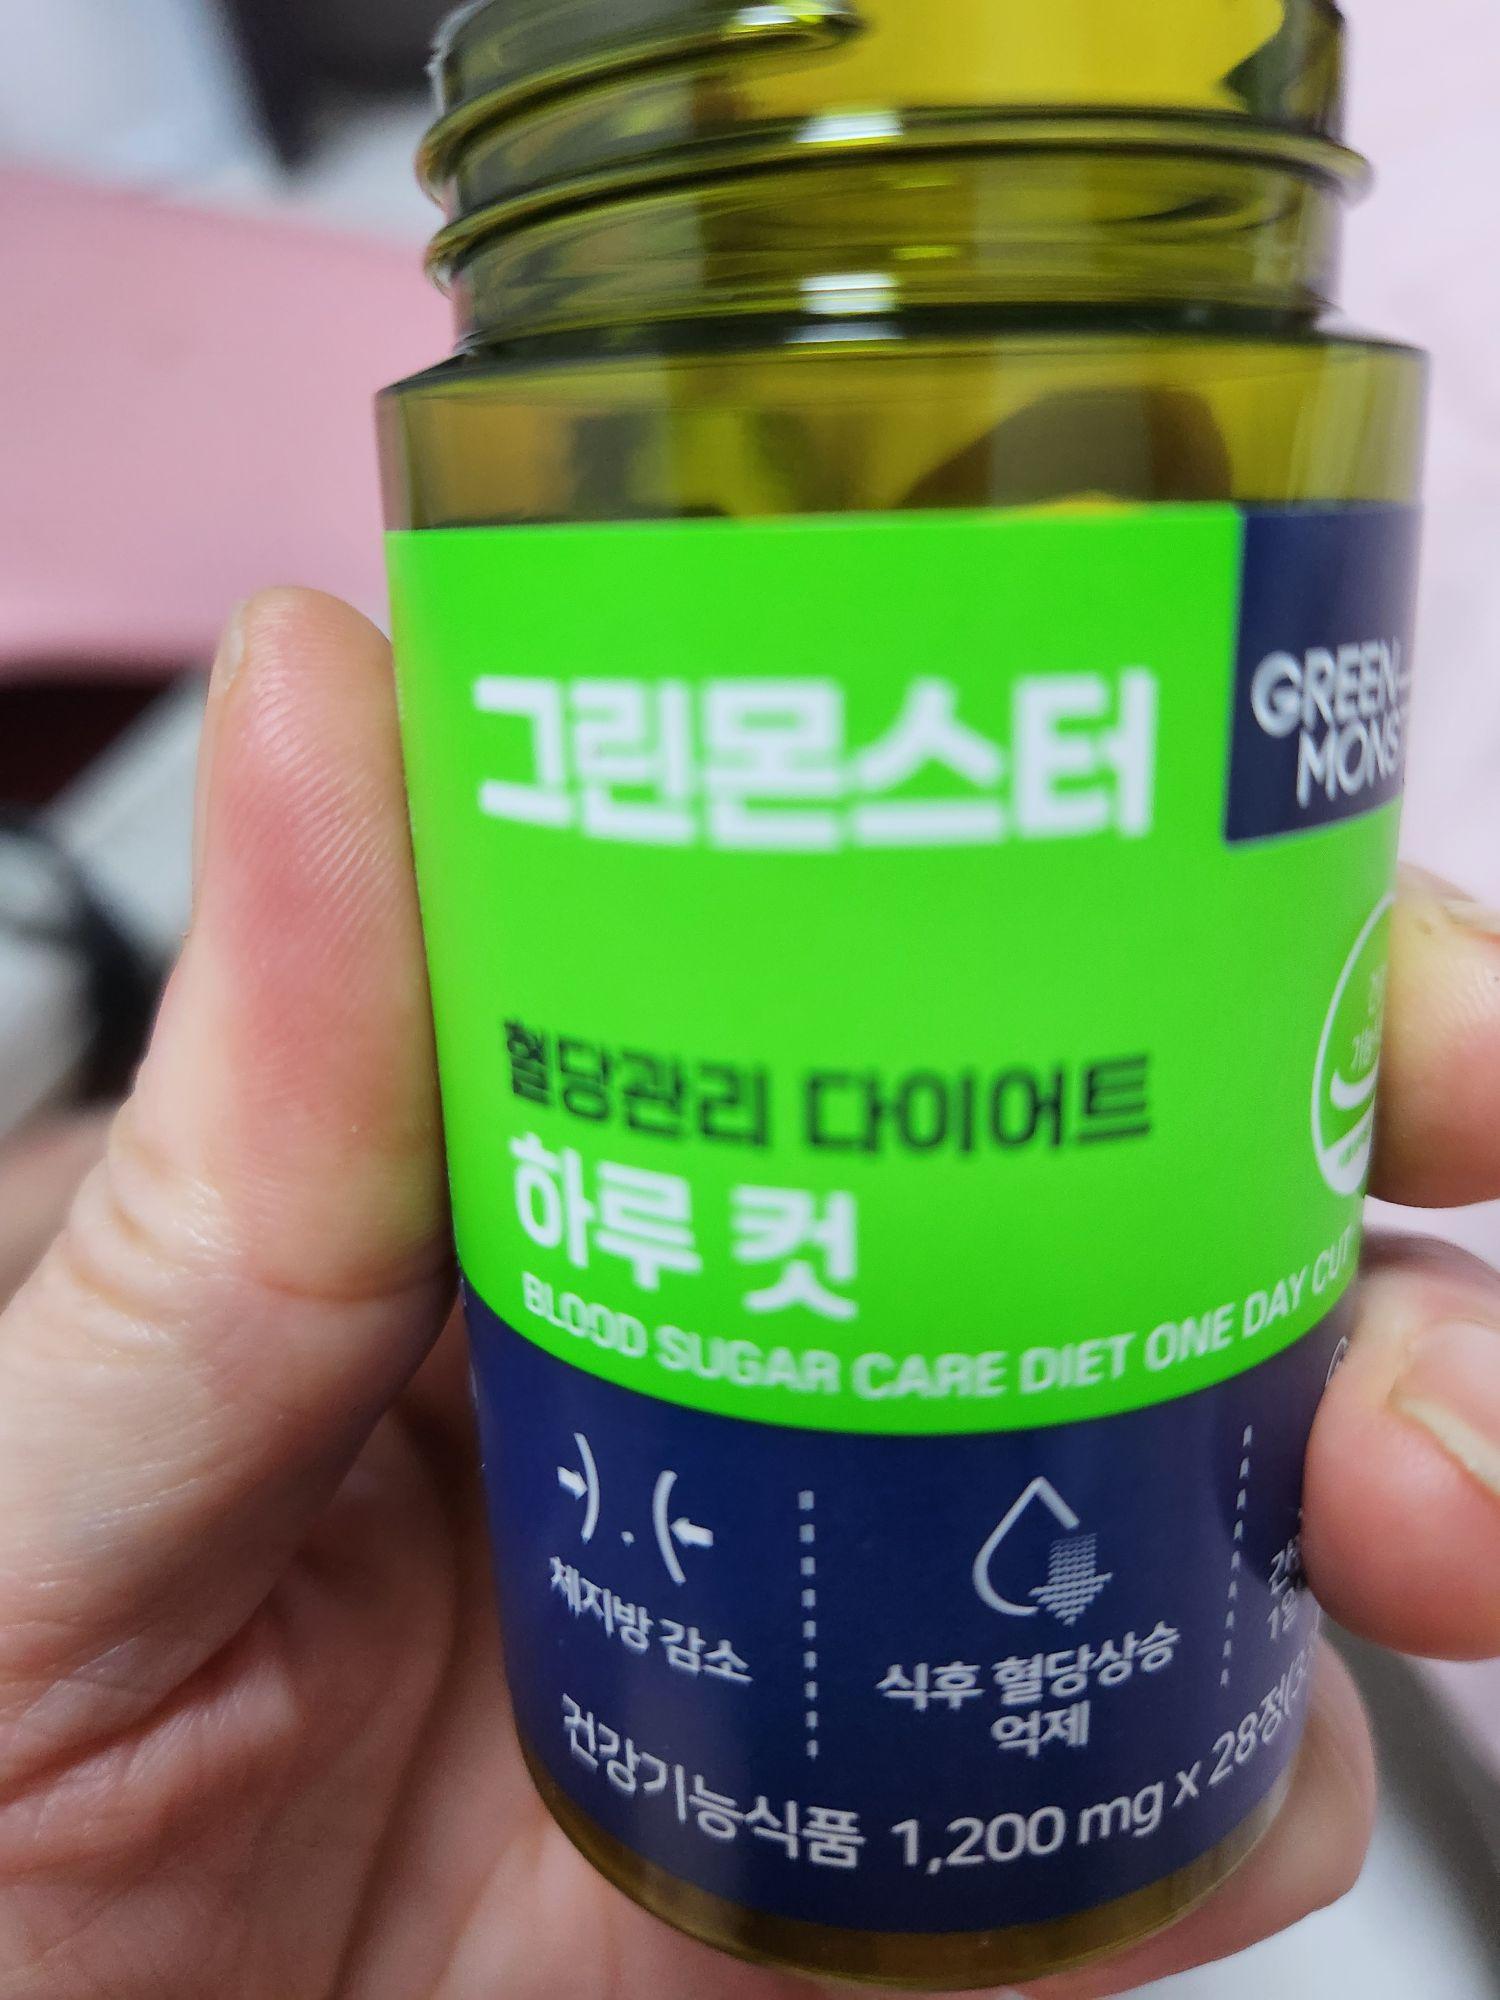 그린몬스터
GREEN
MONS
혈당관리 다이어트
하루 컷
BLOOD SUGAR CARE DIET ONE DAY CUT
체지방 감소
식후 혈당상승
억제
건강기능식품 1,200 mg x 28정